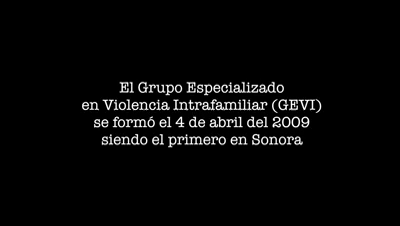 El Grupo Especializado
en Violencia Intrafamiliar (GEVI)
se formó el 4 de abril del 2009
siendo el primero en Sonora